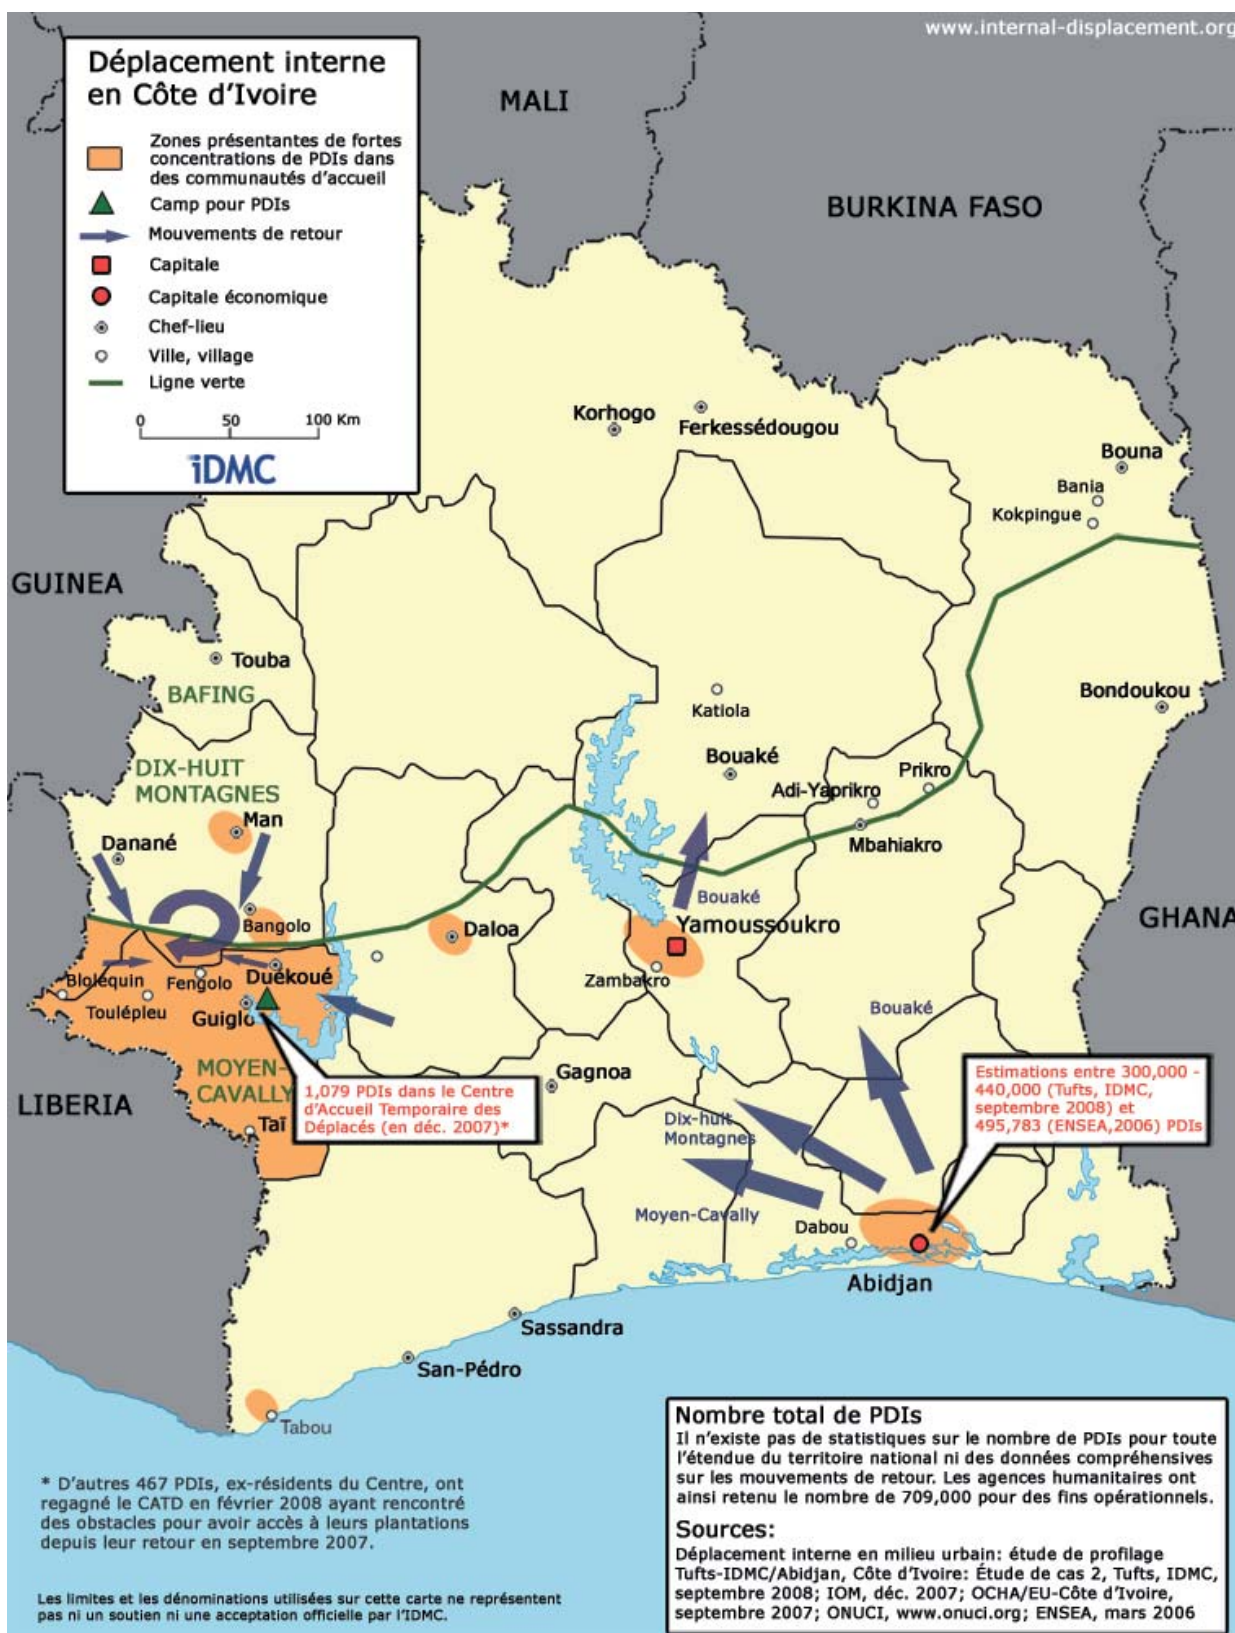 www.internal-displacement.org
Déplacement interne
en Côte d'Ivoire
Zones présentantes de fortes
concentrations de PDIs dans
des communautés d'accueil
Camp pour PDIs
Mouvements de retour
Capitale
Capitale économique
Chef-lieu
Ville, village
Ligne verte
0 50 100 Km
iDMC
MALI
BURKINA FASO
Korhogo
Ferkessédougou
Bouna
Bania
Kokpingue
GUINEA
Touba
BAFING
Katiola
Bondoukou
DIX-HUIT
MONTAGNES
Bouaké
Prikro
Adi-Yaprikro
Man
Danané
Mbahiakro
Bouaké
Bangolo
Daloa
Yamoussoukro
GHANA
Zambakro
Blolequin
Fengolo
Duékoué
Toulépleu
Guiglo
Bouaké
MOYEN-
CAVALLY
LIBERIA
Taï
1,079 PDIs dans le Centre
d'Accueil Temporaire des
Déplacés (en déc. 2007)*
Gagnoa
Estimations entre 300,000 -
440,000 (Tufts, IDMC,
septembre 2008) et
495,783 (ENSEA,2006) PDIs
Dix-huit
Montagnes
Moyen-Cavally
Dabou
Abidjan
Sassandra
San-Pédro
Tabou
* D'autres 467 PDIs, ex-résidents du Centre, ont
regagné le CATD en février 2008 ayant rencontré
des obstacles pour avoir accès à leurs plantations
depuis leur retour en septembre 2007.
Les limites et les dénominations utilisées sur cette carte ne représentent
pas ni un soutien ni une acceptation officielle par l'IDMC.
Nombre total de PDIs
Il n'existe pas de statistiques sur le nombre de PDIs pour toute
l'étendue du territoire national ni des données compréhensives
sur les mouvements de retour. Les agences humanitaires ont
ainsi retenu le nombre de 709,000 pour des fins opérationnels.
Sources:
Déplacement interne en milieu urbain: étude de profilage
Tufts-IDMC/Abidjan, Côte d'Ivoire: Étude de cas 2, Tufts, IDMC,
septembre 2008; IOM, déc. 2007; OCHA/EU-Côte d'Ivoire,
septembre 2007; ONUCI, www.onuci.org; ENSEA, mars 2006